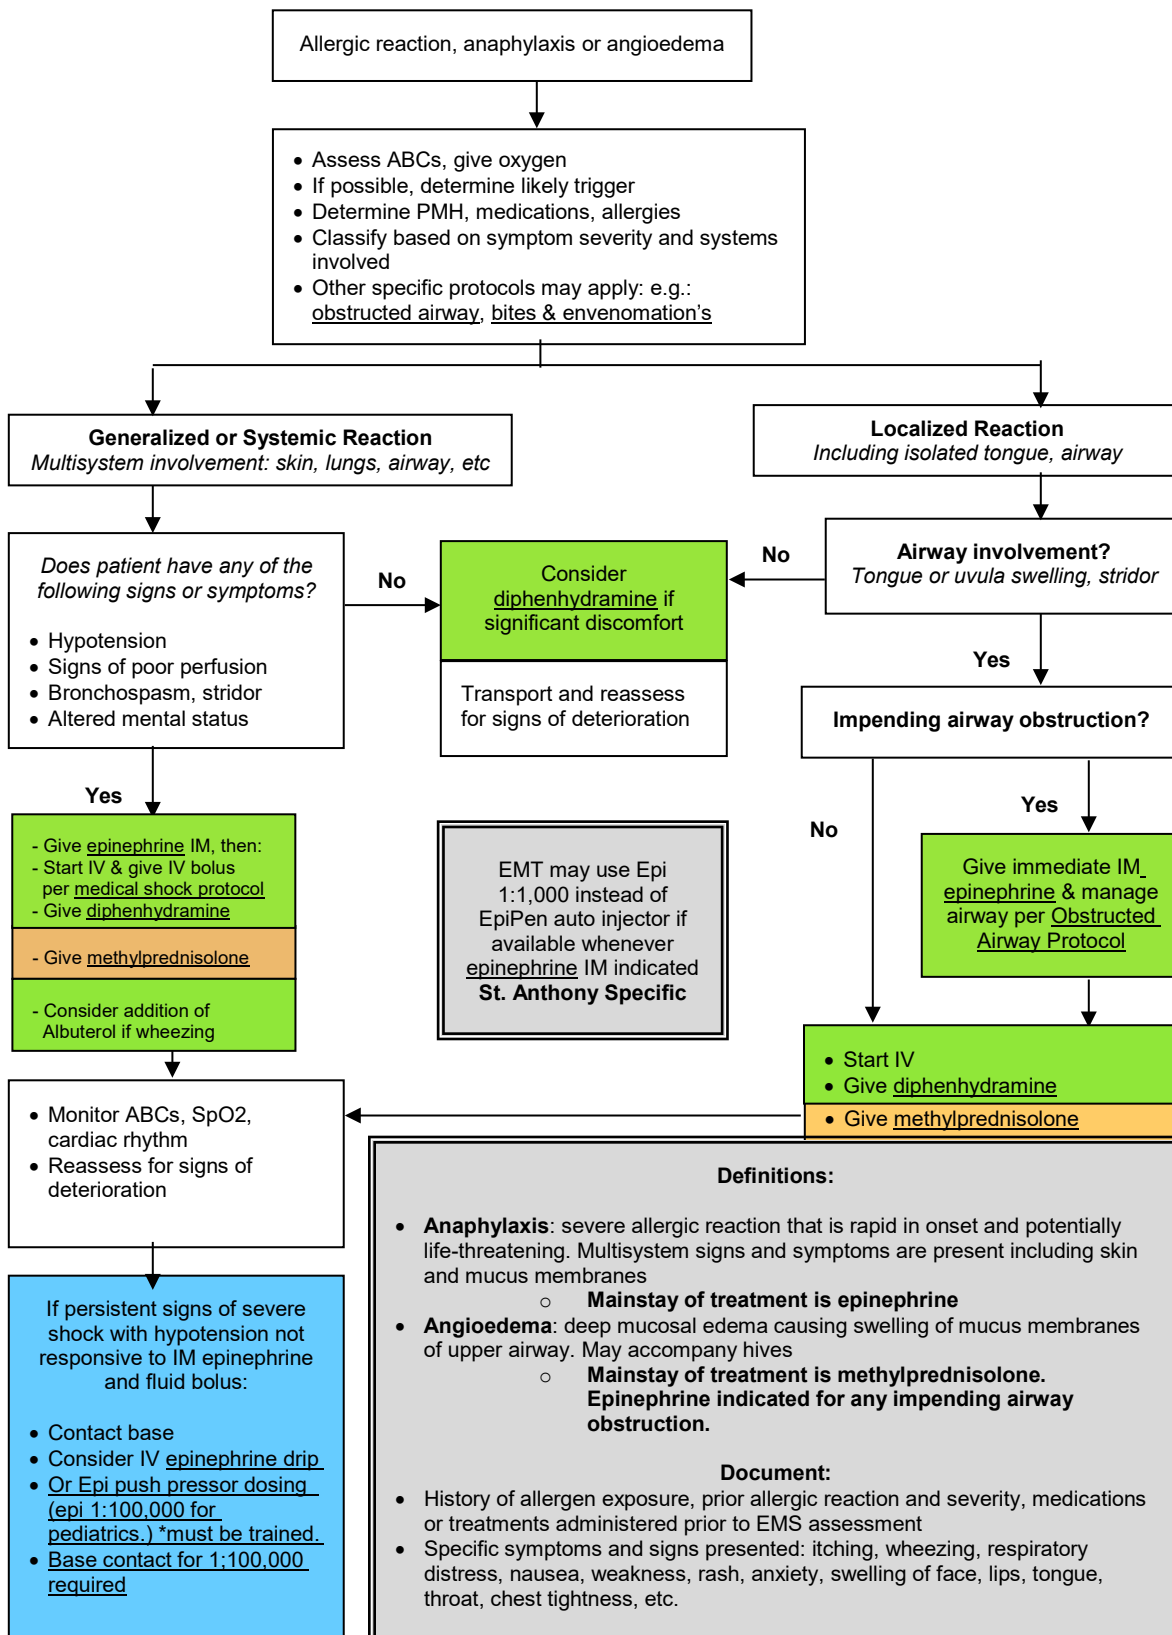 Allergic reaction, anaphylaxis or angioedema
• Assess ABCs, give oxygen
• If possible, determine likely trigger
• Determine PMH, medications, allergies
• Classify based on symptom severity and systems
involved
• Other specific protocols may apply: e.g.:
obstructed airway, bites & envenomation’s
Generalized or Systemic Reaction
Multisystem involvement: skin, lungs, airway, etc
Localized Reaction
Including isolated tongue, airway
Does patient have any of the
following signs or symptoms?
• Hypotension
• Signs of poor perfusion
• Bronchospasm, stridor
• Altered mental status
No
Consider
diphenhydramine if
significant discomfort
Transport and reassess
for signs of deterioration
No
Airway involvement?
Tongue or uvula swelling, stridor
Yes
Impending airway obstruction?
Yes
- Give epinephrine IM, then:
- Start IV & give IV bolus
per medical shock protocol
- Give diphenhydramine
- Give methylprednisolone
- Consider addition of
Albuterol if wheezing
EMT may use Epi
1:1,000 instead of
EpiPen auto injector if
available whenever
epinephrine IM indicated
St. Anthony Specific
No
Yes
Give immediate IM
epinephrine & manage
airway per Obstructed
Airway Protocol
• Start IV
• Give diphenhydramine
• Give methylprednisolone
• Monitor ABCs, SpO2,
cardiac rhythm
• Reassess for signs of
deterioration
If persistent signs of severe
shock with hypotension not
responsive to IM epinephrine
and fluid bolus:
• Contact base
• Consider IV epinephrine drip
• Or Epi push pressor dosing
(epi 1:100,000 for
pediatrics.) *must be trained.
• Base contact for 1;100,000
required
Definitions:
• Anaphylaxis: severe allergic reaction that is rapid in onset and potentially
life-threatening. Multisystem signs and symptoms are present including skin
and mucus membranes
o Mainstay of treatment is epinephrine
• Angioedema: deep mucosal edema causing swelling of mucus membranes
of upper airway. May accompany hives
o Mainstay of treatment is methylprednisolone.
Epinephrine indicated for any impending airway
obstruction.
Document:
• History of allergen exposure, prior allergic reaction and severity, medications
or treatments administered prior to EMS assessment
• Specific symptoms and signs presented: itching, wheezing, respiratory
distress, nausea, weakness, rash, anxiety, swelling of face, lips, tongue,
throat, chest tightness, etc.